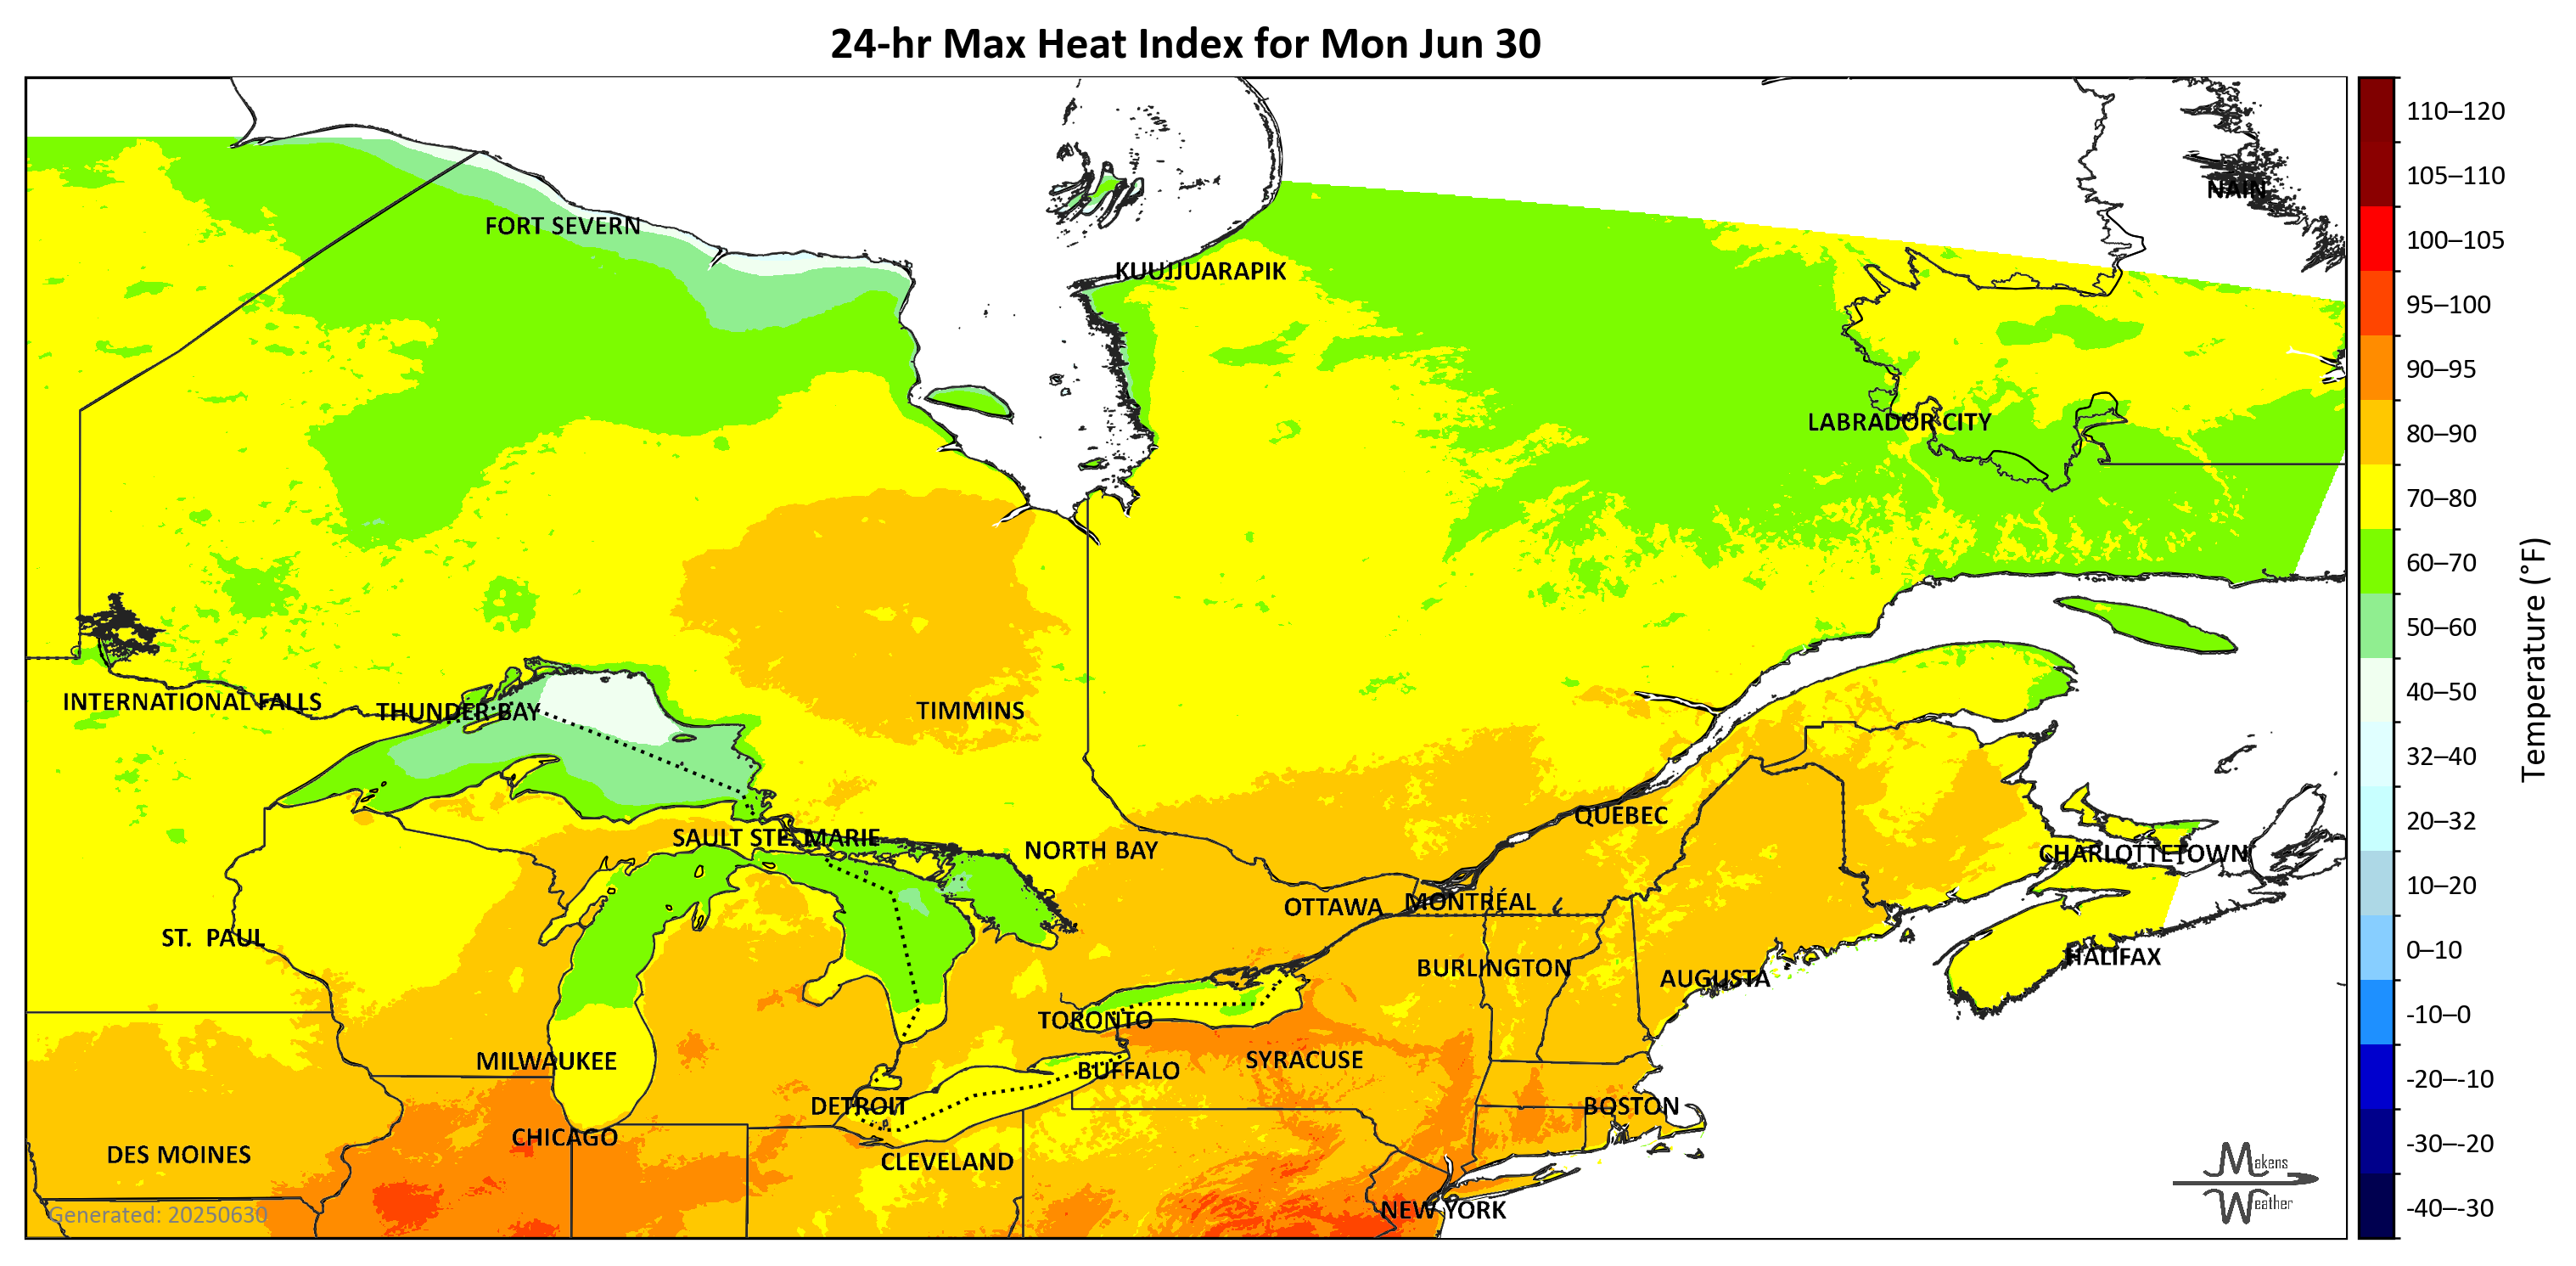 24-hr Max Heat Index for Mon Jun 30
NAIN
FORT SEVERN
KUUJJUARAPIK
LABRADOR CITY
INTERNATIONAL FALLS
THUNDER BAY
TIMMINS
QUÉBEC
SAULT STE. MARIE
NORTH BAY
CHARLOTTETOWN
OTTAWA
MONTRÉAL
ST. PAUL
HALIFAX
BURLINGTON
AUGUSTA
TORONTO
MILWAUKEE
SYRACUSE
BUFFALO
DETROIT
BOSTON
CHICAGO
DES MOINES
CLEVELAND
NEW YORK
Generated: 20250630
Makens
Weather
110–120
105–110
100–105
95–100
90–95
80–90
70–80
60–70
50–60
40–50
32–40
20–32
10–20
0–10
-10–0
-20–-10
-30–-20
-40–-30
Temperature (°F)